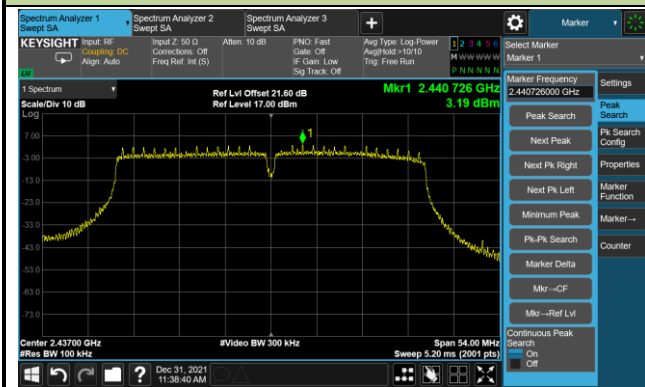 Spectrum Analyzer 1
Swept SA
Spectrum Analyzer 2
Swept SA
Spectrum Analyzer 3
Swept SA
+
Marker
KEYSIGHT
Input: RF
Coupling: DC
Align: Auto
Input Z: 50 Ω
Corrections: Off
Freq Ref: Int (S)
Atten: 10 dB
PNO: Fast
Gate: Off
IF Gain: Low
Sig Track: Off
Avg Type: Log-Power
Avg|Hold:>10/10
Trig: Free Run
1 2 3 4 5 6
M W W W W W
P N N N N N
LXI
Select Marker
Marker 1
1 Spectrum
Scale/Div 10 dB
Log
Ref Lvl Offset 21.60 dB
Ref Level 17.00 dBm
Mkr1 2.440 726 GHz
3.19 dBm
1
7.00
-3.00
-13.0
-23.0
-33.0
-43.0
-53.0
-63.0
-73.0
Center 2.43700 GHz
#Res BW 100 kHz
#Video BW 300 kHz
Span 54.00 MHz
Sweep 5.20 ms (2001 pts)
Marker Frequency
2.440726000 GHz
Peak Search
Next Peak
Next Pk Right
Next Pk Left
Minimum Peak
Pk-Pk Search
Marker Delta
Mkr→CF
Mkr→Ref Lvl
Continuous Peak
Search
On
Off
Settings
Peak
Search
Pk Search
Config
Properties
Marker
Function
Marker→
Counter
?
Dec 31, 2021
11:38:40 AM